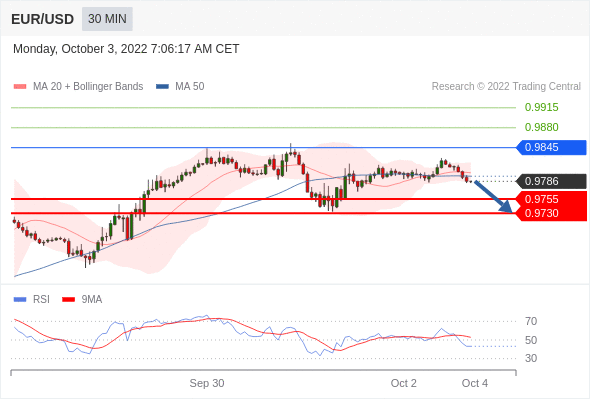 EUR/USD 30 MIN
Monday, October 3, 2022 7:06:17 AM CET
MA 20 + Bollinger Bands MA 50 Research © 2022 Trading Central
0.9915
0.9880
0.9845
0.9786
0.9755
0.9730
RSI 9MA
70
50
30
Sep 30 Oct 2 Oct 4